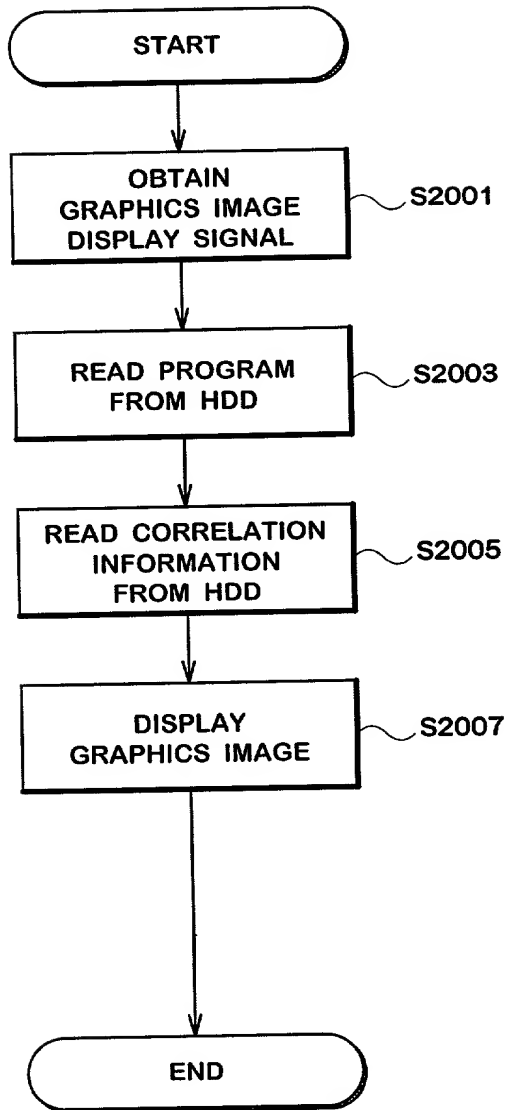 START
OBTAIN
GRAPHICS IMAGE
DISPLAY SIGNAL
S2001
READ PROGRAM
FROM HDD
S2003
READ CORRELATION
INFORMATION
FROM HDD
S2005
DISPLAY
GRAPHICS IMAGE
S2007
END